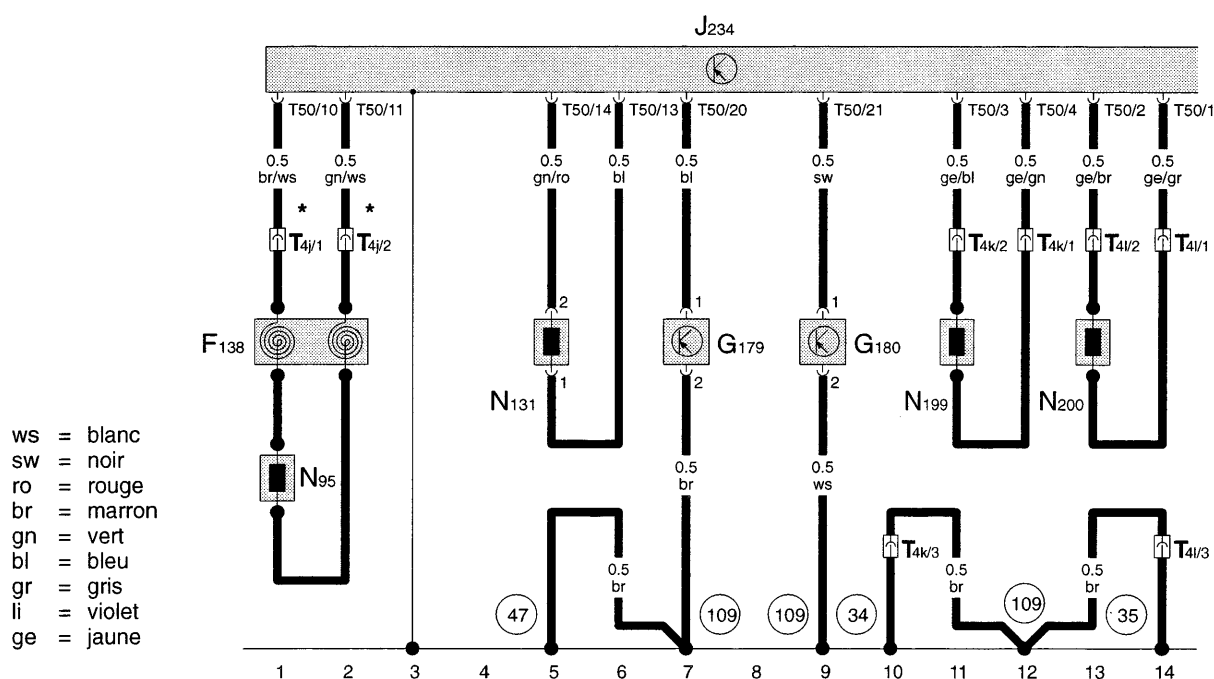 J234
T50/10 T50/11 T50/14 T50/13 T50/20 T50/21 T50/3 T50/4 T50/2 T50/1
0.5 0.5 0.5 0.5 0.5 0.5 0.5 0.5 0.5 0.5
br/ws gn/ws gn/ro bl bl sw ge/bl ge/gn ge/br ge/gr
* *
T4j/1 T4j/2 T4k/2 T4k/1 T4l/2 T4l/1
2 1 1
F138 G179 G180
1 2 2
N131 N199 N200
ws = blanc
sw = noir
ro = rouge
br = marron
gn = vert
bl = bleu
gr = gris
li = violet
ge = jaune
N95
0.5 0.5
br ws
T4k/3 T4l/3
0.5 0.5 0.5
br br br
47 109 109 34 109 35
1 2 3 4 5 6 7 8 9 10 11 12 13 14